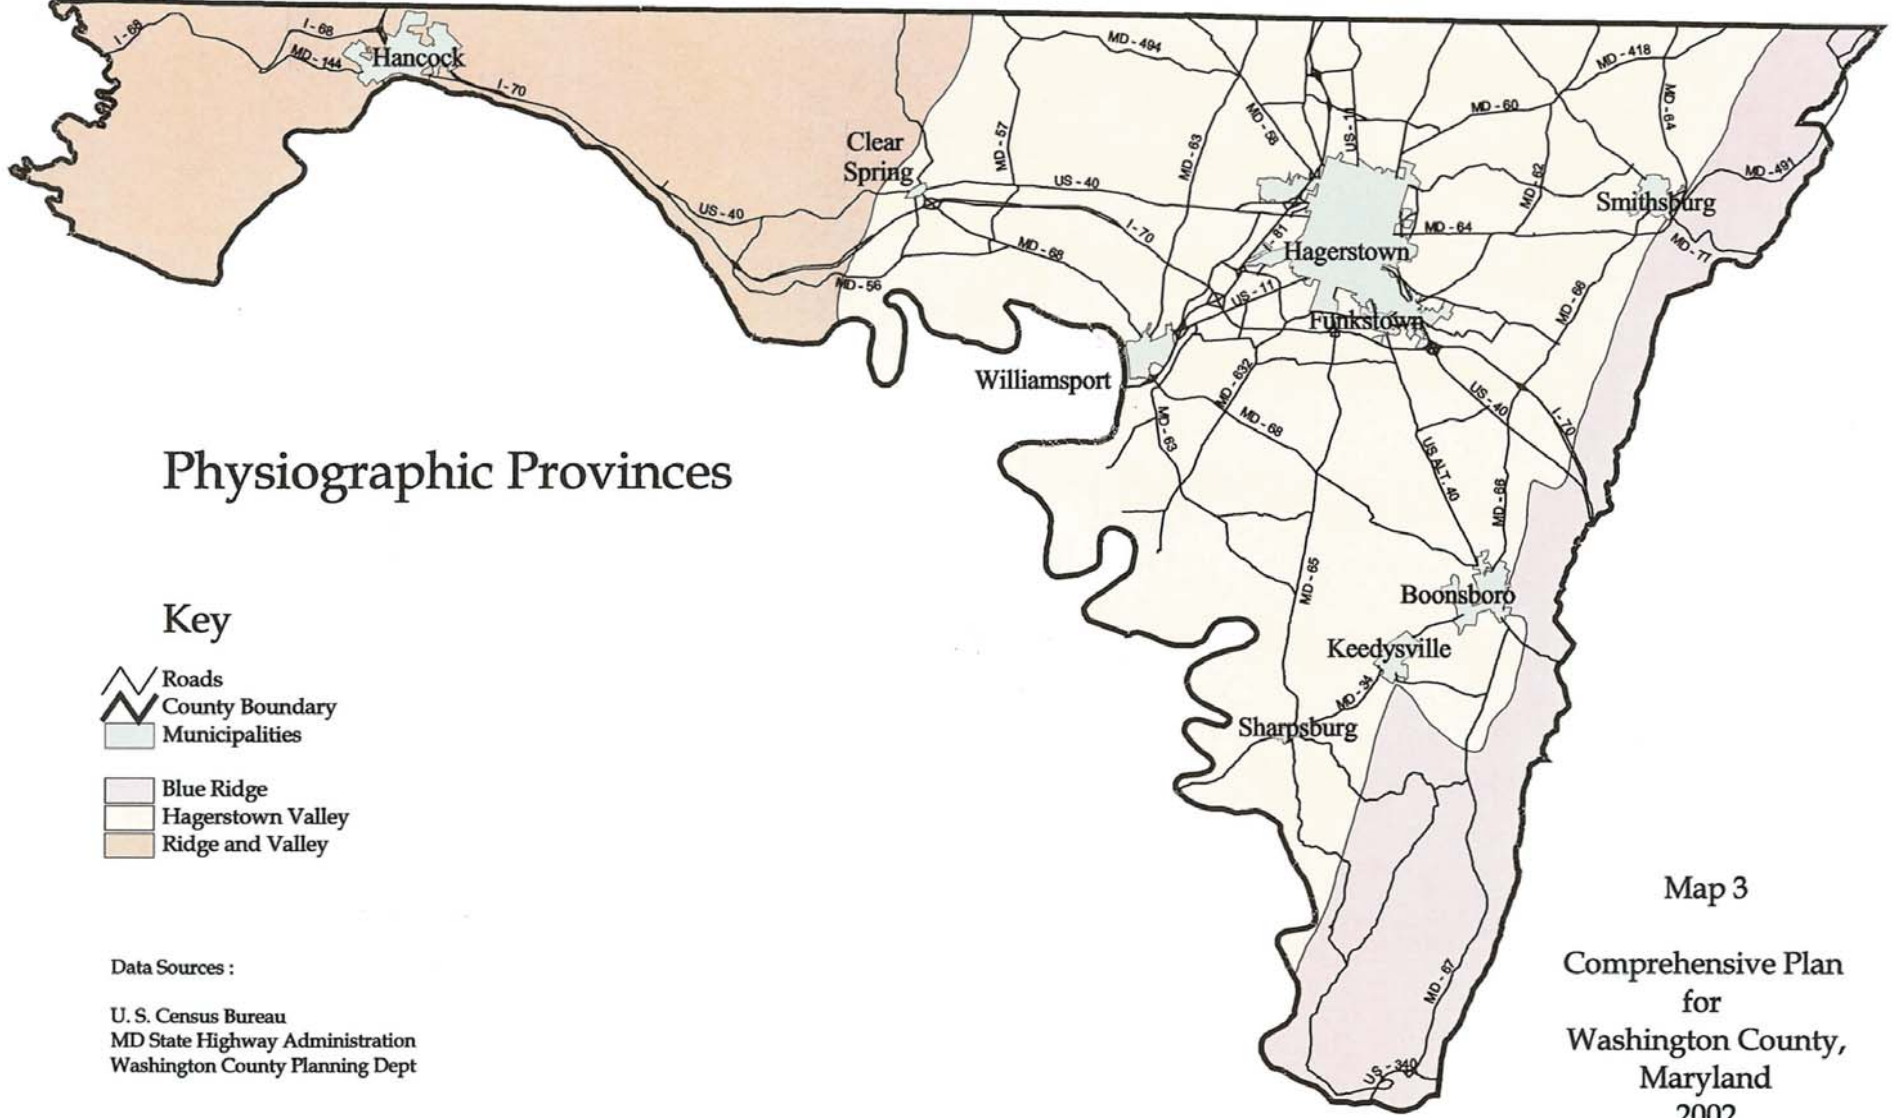 I - 68
I - 68
MD - 144
Hancock
I - 70
MD - 494
MD - 418
MD - 60
MD - 64
MD - 58
US - 11
MD - 57
MD - 63
MD - 62
MD - 491
Clear
Spring
US - 40
US - 40
Smithsburg
MD - 64
I - 70
I - 81
Hagerstown
MD - 68
MD - 77
MD - 56
US - 11
MD - 66
Funkstown
Williamsport
MD - 632
US - 40
I - 70
MD - 63
MD - 68
US ALT. 40
MD - 66
Physiographic Provinces
MD - 65
Boonsboro
Keedysville
MD - 34
Sharpsburg
MD - 67
US - 340
Key
Roads
County Boundary
Municipalities
Blue Ridge
Hagerstown Valley
Ridge and Valley
Data Sources :
U. S. Census Bureau
MD State Highway Administration
Washington County Planning Dept
Map 3
Comprehensive Plan
for
Washington County,
Maryland
2002